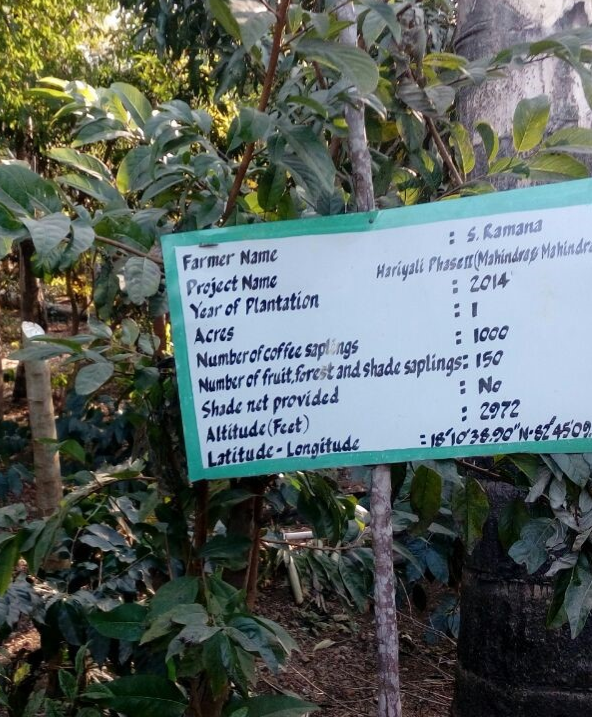 Farmer Name : S. Ramana
Project Name Hariyali Phase II (Mahindra & Mahindra
Year of Plantation : 2014
Acres : 1
Number of coffee saplings : 1000
Number of fruit, forest and shade saplings: 150
Shade net provided : No
Altitude (Feet) : 2972
Latitude - Longitude : 18°10'38.90"N-82°45'09.